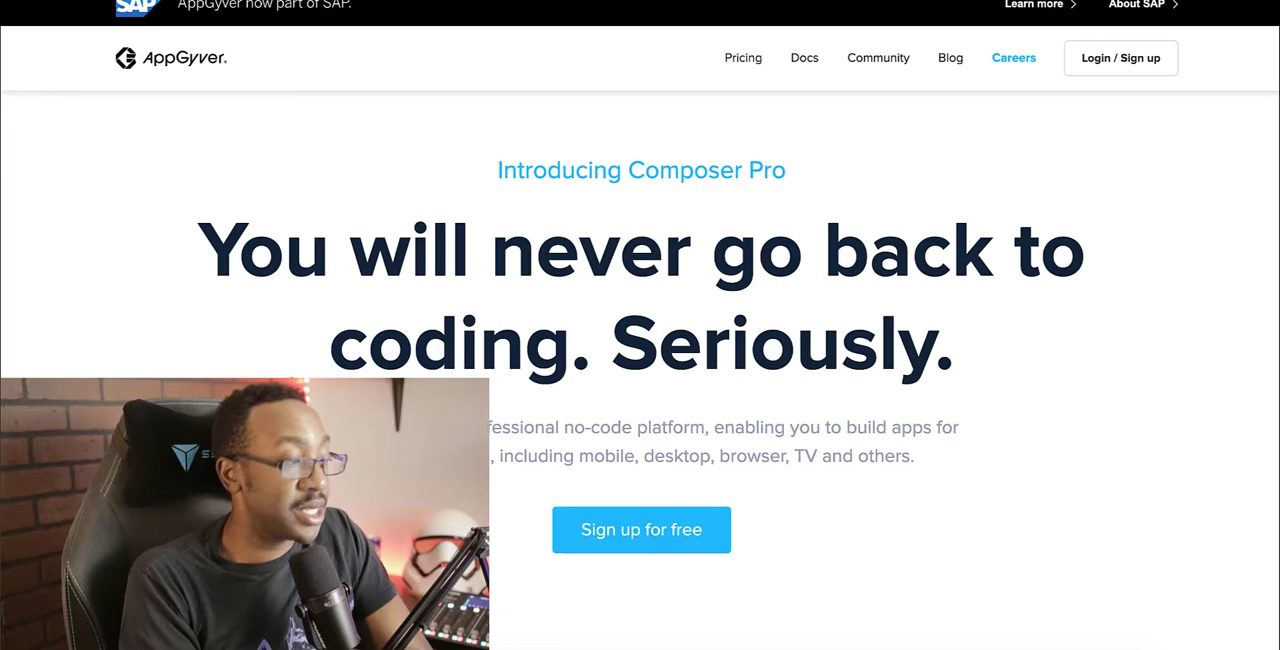 SAP
AppGyver now part of SAP.
Learn more
About SAP
AppGyver
Pricing
Docs
Community
Blog
Careers
Login / Sign up
Introducing Composer Pro
You will never go back to
coding. Seriously.
no-code platform, enabling you to build apps for
, including mobile, desktop, browser, TV and others.
Sign up for free